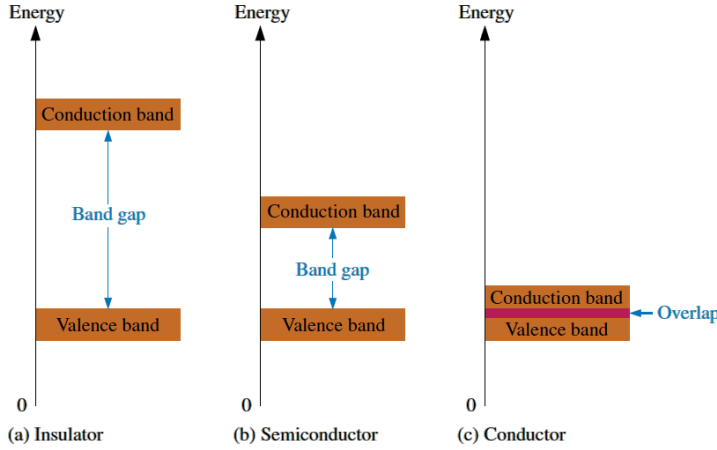 Energy
Conduction band
Band gap
Valence band
0
(a) Insulator
Energy
Conduction band
Band gap
Valence band
0
(b) Semiconductor
Energy
Conduction band
Overlap
Valence band
0
(c) Conductor